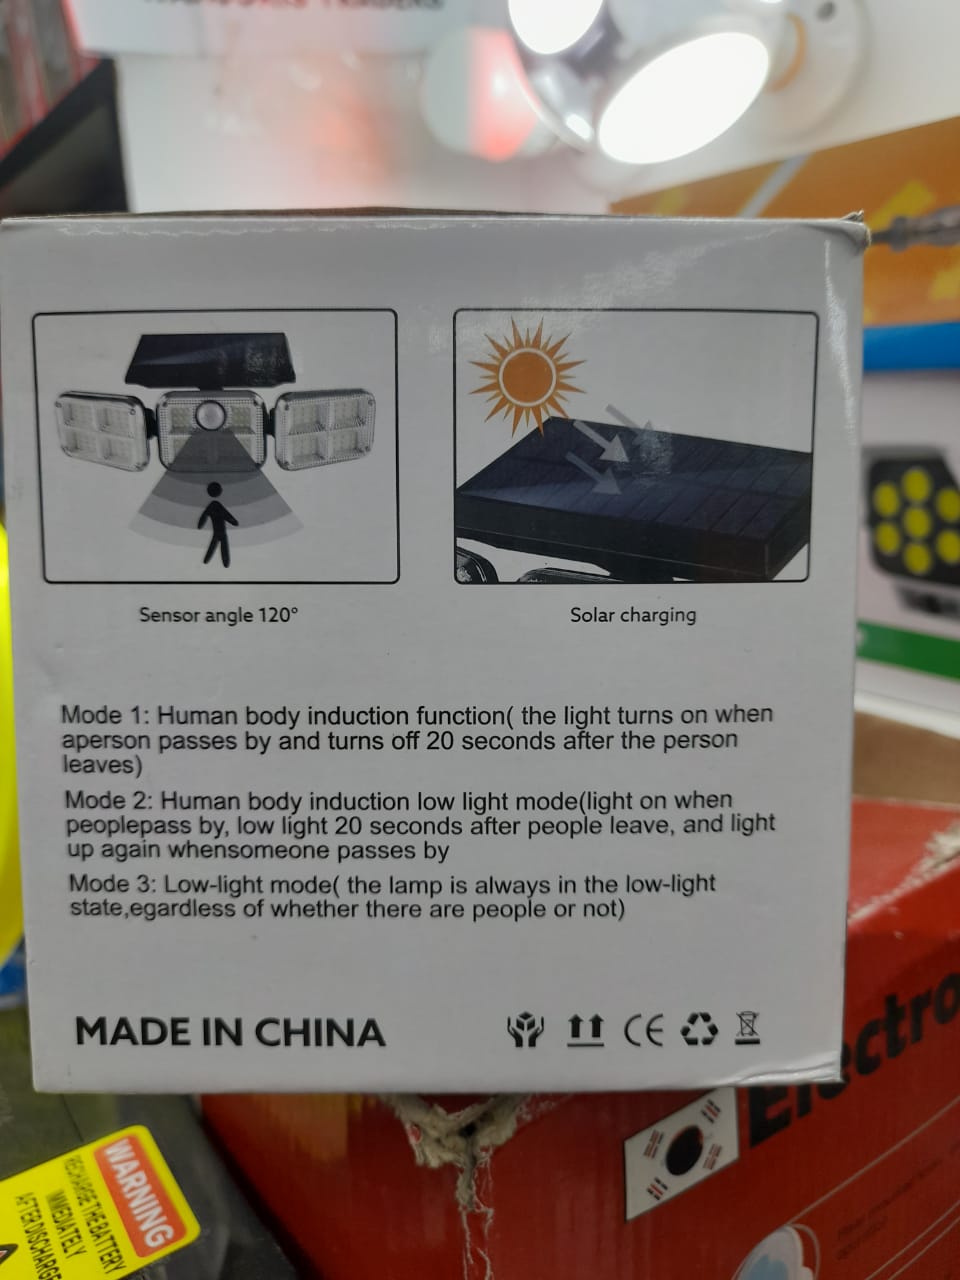 Sensor angle 120°
Solar charging
Mode 1: Human body induction function( the light turns on when
aperson passes by and turns off 20 seconds after the person
leaves)
Mode 2: Human body induction low light mode(light on when
peoplepass by, low light 20 seconds after people leave, and light
up again whensomeone passes by
Mode 3: Low-light mode( the lamp is always in the low-light
state,egardless of whether there are people or not)
MADE IN CHINA
CE
Electro
WARNING
RECHARGE THE BATTERY
IMMEDIATELY
AFTER DISCHARG